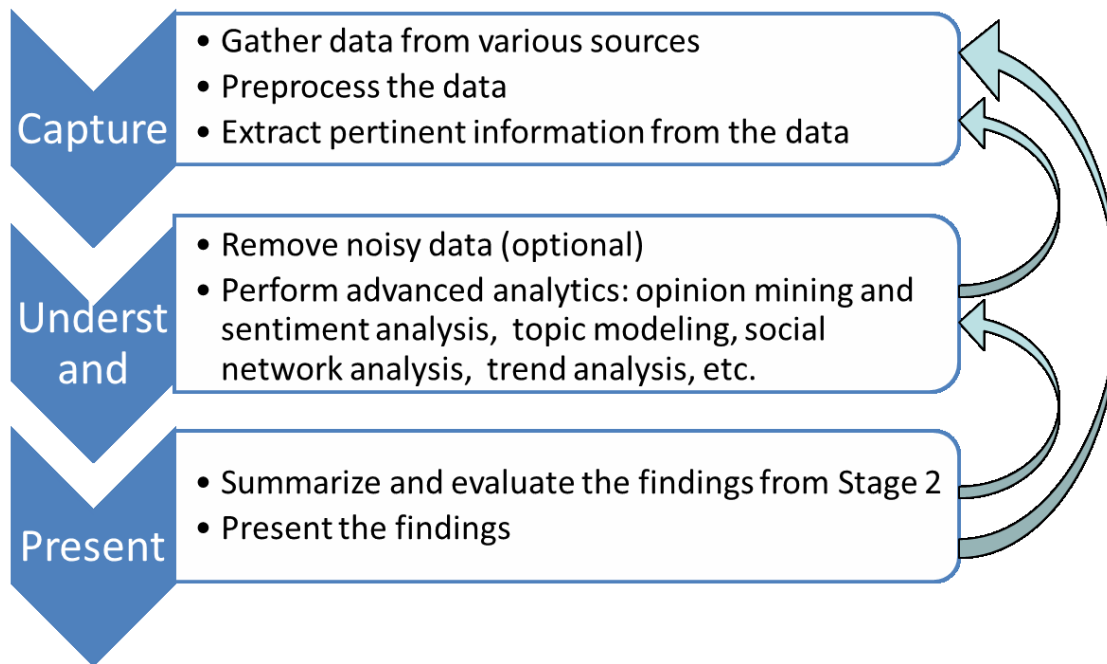 Capture
• Gather data from various sources
• Preprocess the data
• Extract pertinent information from the data
Underst
and
• Remove noisy data (optional)
• Perform advanced analytics: opinion mining and
sentiment analysis, topic modeling, social
network analysis, trend analysis, etc.
Present
• Summarize and evaluate the findings from Stage 2
• Present the findings